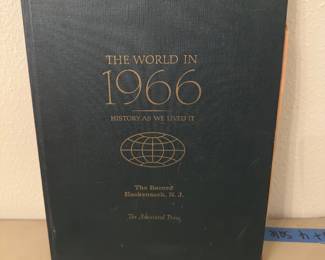 THE WORLD IN
1966
HISTORY AS WE LIVED IT
The Record
Hackensack, N. J.
The Associated Press